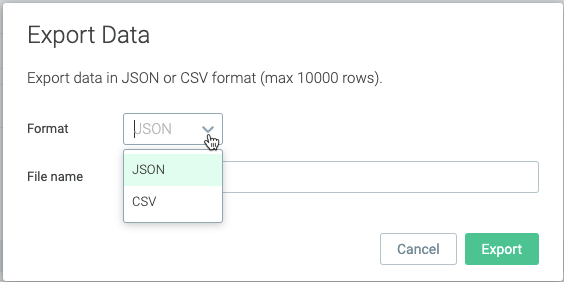 Export Data
Export data in JSON or CSV format (max 10000 rows).
Format
JSON
JSON
File name
CSV
Cancel
Export